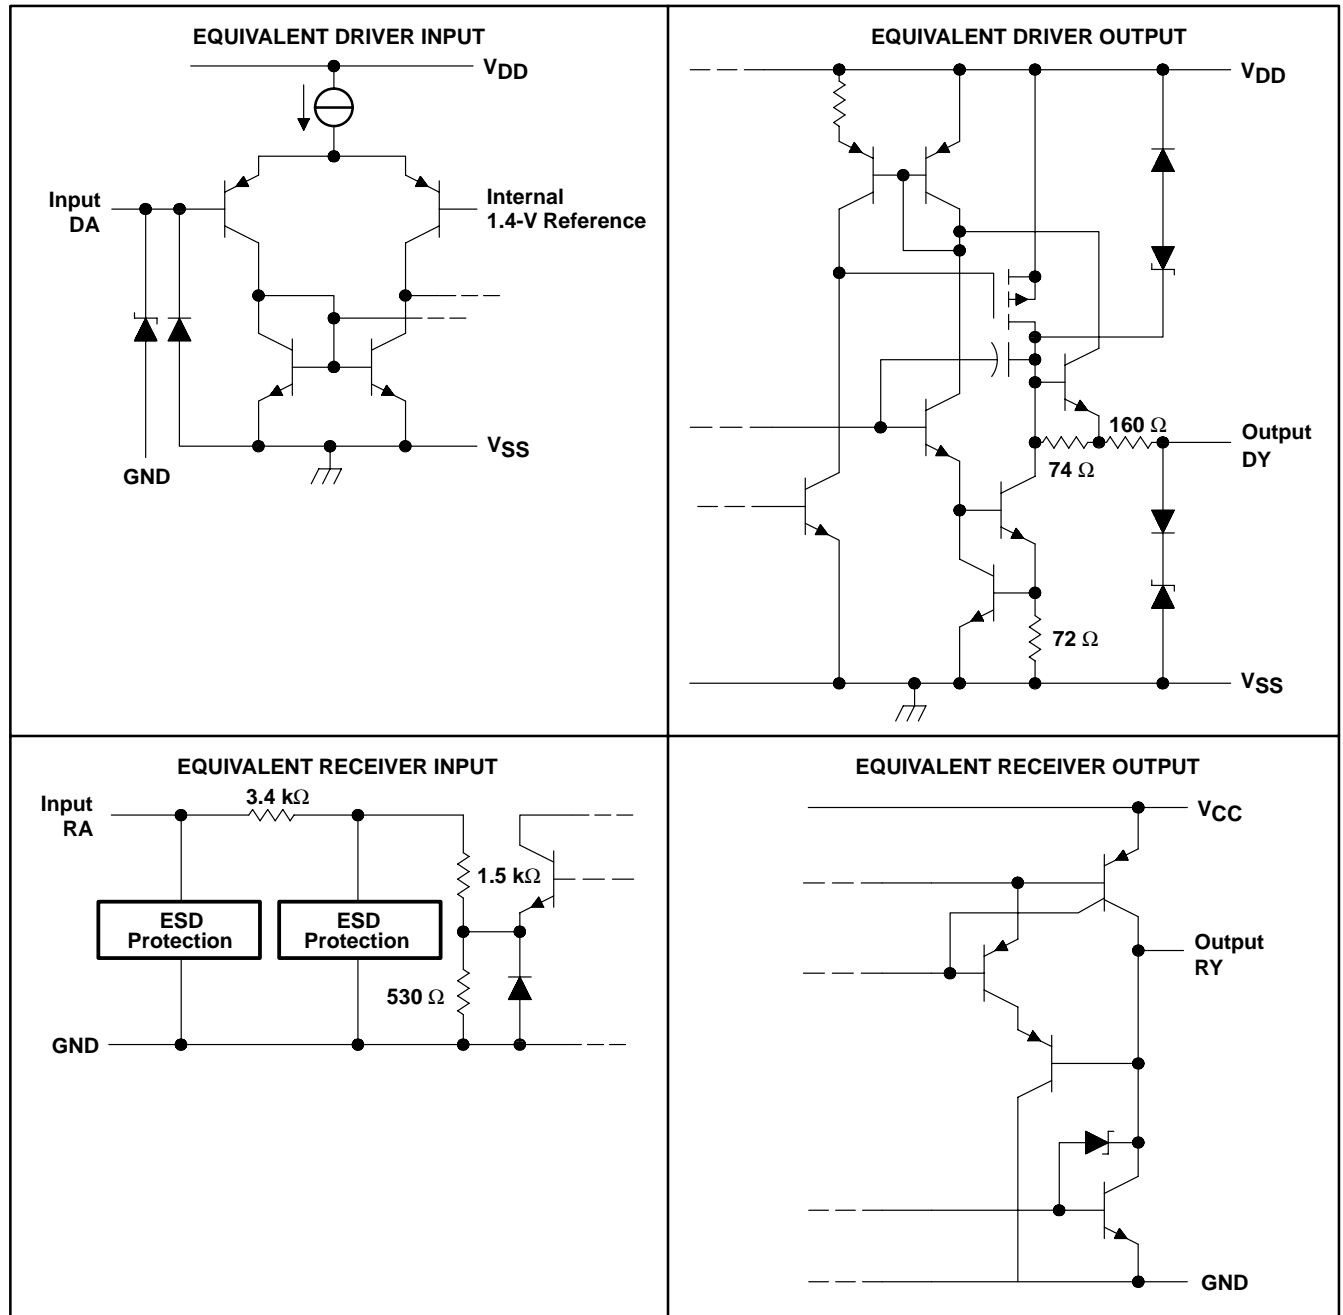 EQUIVALENT DRIVER INPUT
VDD
Input
DA
Internal
1.4-V Reference
GND
VSS
EQUIVALENT DRIVER OUTPUT
VDD
160 Ω
74 Ω
Output
DY
72 Ω
VSS
EQUIVALENT RECEIVER INPUT
Input
RA
3.4 kΩ
1.5 kΩ
ESD
Protection
ESD
Protection
530 Ω
GND
EQUIVALENT RECEIVER OUTPUT
VCC
Output
RY
GND